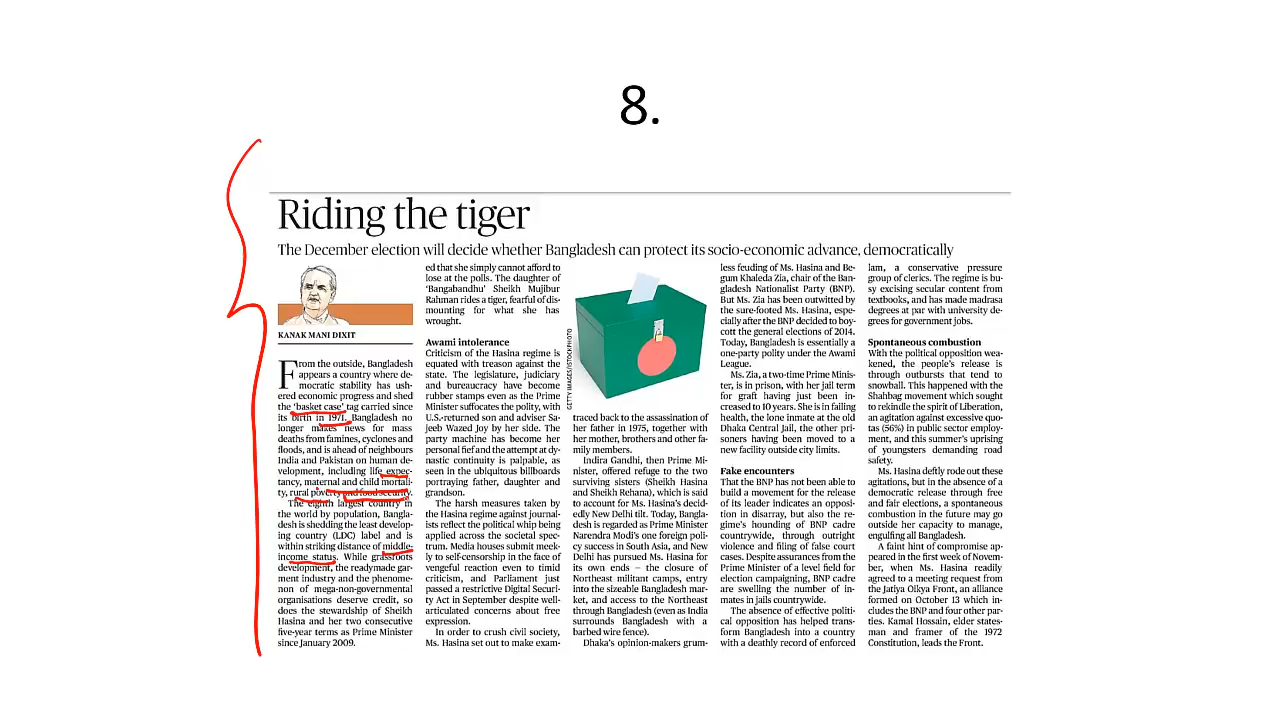 8.
Riding the tiger
The December election will decide whether Bangladesh can protect its socio-economic advance, democratically
KANAK MANI DIXIT
From the outside, Bangladesh
appears a country where de-
mocratic stability has ush-
ered economic progress and shed
the ‘basket case’ tag carried since
its birth in 1971. Bangladesh no
longer makes news for mass
deaths from famines, cyclones and
floods, and is ahead of neighbours
India and Pakistan on human de-
velopment, including life expec-
tancy, maternal and child mortali-
ty, rural poverty and food security.
The eighth largest country in
the world by population, Bangla-
desh is shedding the least develop-
ing country (LDC) label and is
within striking distance of middle-
income status. While grassroots
development, the readymade gar-
ment industry and the phenome-
non of mega-non-governmental
organisations deserve credit, so
does the stewardship of Sheikh
Hasina and her two consecutive
five-year terms as Prime Minister
since January 2009.
ed that she simply cannot afford to
lose at the polls. The daughter of
‘Bangabandhu’ Sheikh Mujibur
Rahman rides a tiger, fearful of dis-
mounting for what she has
wrought.
Awami intolerance
Criticism of the Hasina regime is
equated with treason against the
state. The legislature, judiciary
and bureaucracy have become
rubber stamps even as the Prime
Minister suffocates the polity, with
U.S.-returned son and adviser Sa-
jeeb Wazed Joy by her side. The
party machine has become her
personal fief and the attempt at dy-
nastic continuity is palpable, as
seen in the ubiquitous billboards
portraying father, daughter and
grandson.
The harsh measures taken by
the Hasina regime against journal-
ists reflect the political whip being
applied across the societal spec-
trum. Media houses submit meek-
ly to self-censorship in the face of
vengeful reaction even to timid
criticism, and Parliament just
passed a restrictive Digital Securi-
ty Act in September despite well-
articulated concerns about free
expression.
In order to crush civil society,
Ms. Hasina set out to make exam-
GETTY IMAGES/ISTOCKPHOTO
traced back to the assassination of
her father in 1975, together with
her mother, brothers and other fa-
mily members.
Indira Gandhi, then Prime Mi-
nister, offered refuge to the two
surviving sisters (Sheikh Hasina
and Sheikh Rehana), which is said
to account for Ms. Hasina's decid-
edly New Delhi tilt. Today, Bangla-
desh is regarded as Prime Minister
Narendra Modi's one foreign poli-
cy success in South Asia, and New
Delhi has pursued Ms. Hasina for
its own ends — the closure of
Northeast militant camps, entry
into the sizeable Bangladesh mar-
ket, and access to the Northeast
through Bangladesh (even as India
surrounds Bangladesh with a
barbed wire fence).
Dhaka's opinion-makers grum-
less feuding of Ms. Hasina and Be-
gum Khaleda Zia, chair of the Ban-
gladesh Nationalist Party (BNP).
But Ms. Zia has been outwitted by
the sure-footed Ms. Hasina, espe-
cially after the BNP decided to boy-
cott the general elections of 2014.
Today, Bangladesh is essentially a
one-party polity under the Awami
League.
Ms. Zia, a two-time Prime Minis-
ter, is in prison, with her jail term
for graft having just been in-
creased to 10 years. She is in failing
health, the lone inmate at the old
Dhaka Central Jail, the other pri-
soners having been moved to a
new facility outside city limits.
Fake encounters
That the BNP has not been able to
build a movement for the release
of its leader indicates an opposi-
tion in disarray, but also the re-
gime's hounding of BNP cadre
countrywide, through outright
violence and filing of false court
cases. Despite assurances from the
Prime Minister of a level field for
election campaigning, BNP cadre
are swelling the number of in-
mates in jails countrywide.
The absence of effective politi-
cal opposition has helped trans-
form Bangladesh into a country
with a deathly record of enforced
lam, a conservative pressure
group of clerics. The regime is bu-
sy excising secular content from
textbooks, and has made madrasa
degrees at par with university de-
grees for government jobs.
Spontaneous combustion
With the political opposition wea-
kened, the people's release is
through outbursts that tend to
snowball. This happened with the
Shahbag movement which sought
to rekindle the spirit of Liberation,
an agitation against excessive quo-
tas (56%) in public sector employ-
ment, and this summer's uprising
of youngsters demanding road
safety.
Ms. Hasina deftly rode out these
agitations, but in the absence of a
democratic release through free
and fair elections, a spontaneous
combustion in the future may go
outside her capacity to manage,
engulfing all Bangladesh.
A faint hint of compromise ap-
peared in the first week of Novem-
ber, when Ms. Hasina readily
agreed to a meeting request from
the Jatiya Oikya Front, an alliance
formed on October 13 which in-
cludes the BNP and four other par-
ties. Kamal Hossain, elder states-
man and framer of the 1972
Constitution, leads the Front.